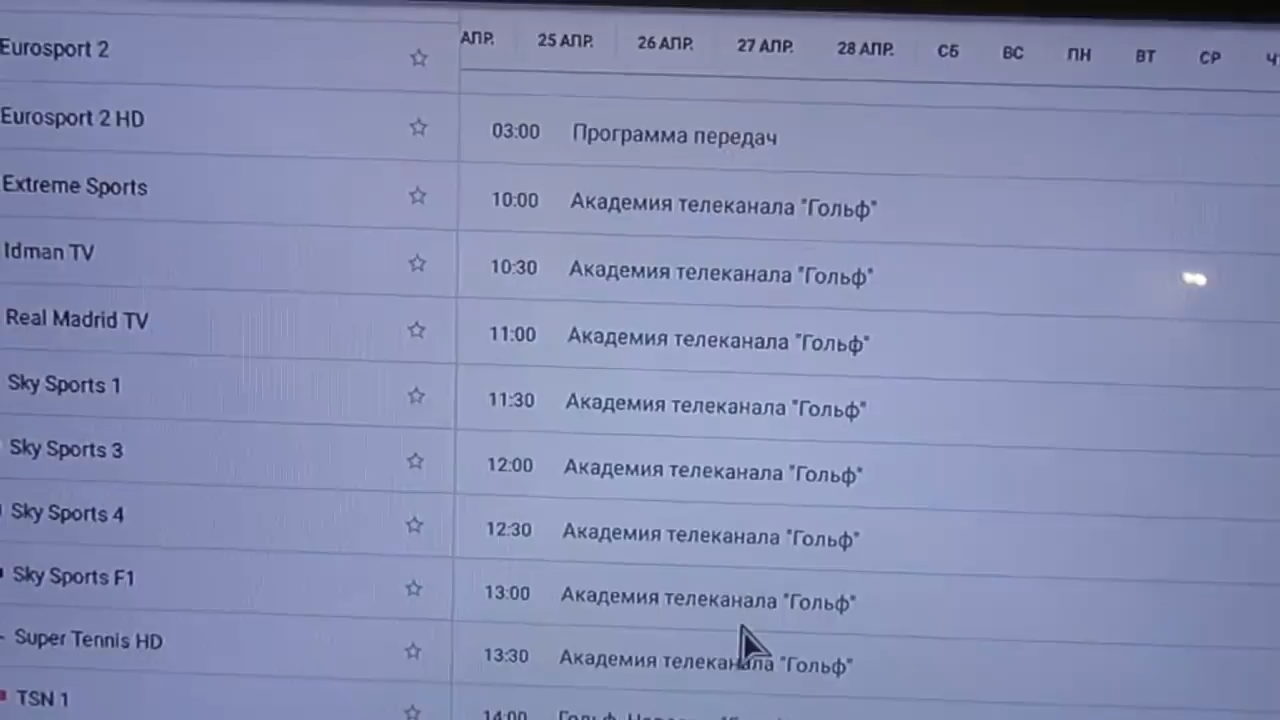 АПР. 25 АПР. 26 АПР. 27 АПР. 28 АПР. СБ ВС ПН ВТ СР
Eurosport 2
Eurosport 2 HD
Extreme Sports
Idman TV
Real Madrid TV
Sky Sports 1
Sky Sports 3
Sky Sports 4
Sky Sports F1
Super Tennis HD
TSN 1
03:00 Программа передач
10:00 Академия телеканала "Гольф"
10:30 Академия телеканала "Гольф"
11:00 Академия телеканала "Гольф"
11:30 Академия телеканала "Гольф"
12:00 Академия телеканала "Гольф"
12:30 Академия телеканала "Гольф"
13:00 Академия телеканала "Гольф"
13:30 Академия телеканала "Гольф"
14:00 Гольф.